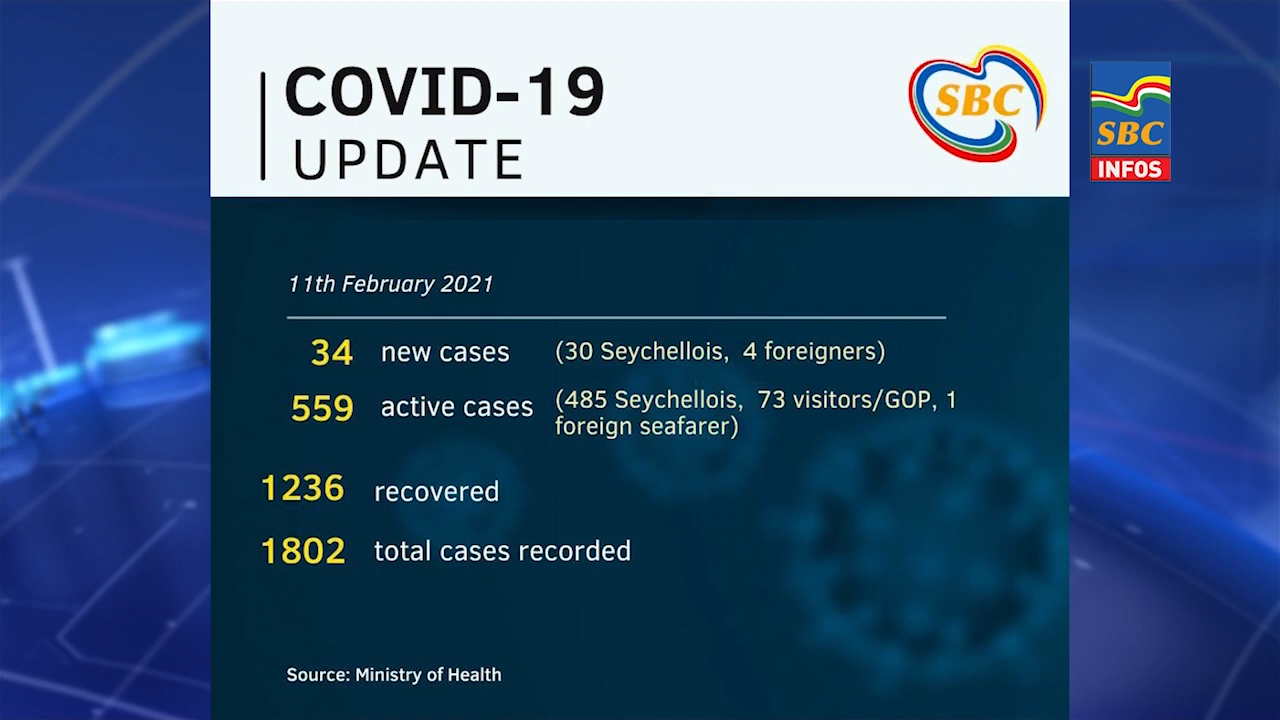 COVID-19
UPDATE
SBC
SBC
INFOS
11th February 2021
34 new cases (30 Seychellois, 4 foreigners)
559 active cases (485 Seychellois, 73 visitors/GOP, 1
foreign seafarer)
1236 recovered
1802 total cases recorded
Source: Ministry of Health